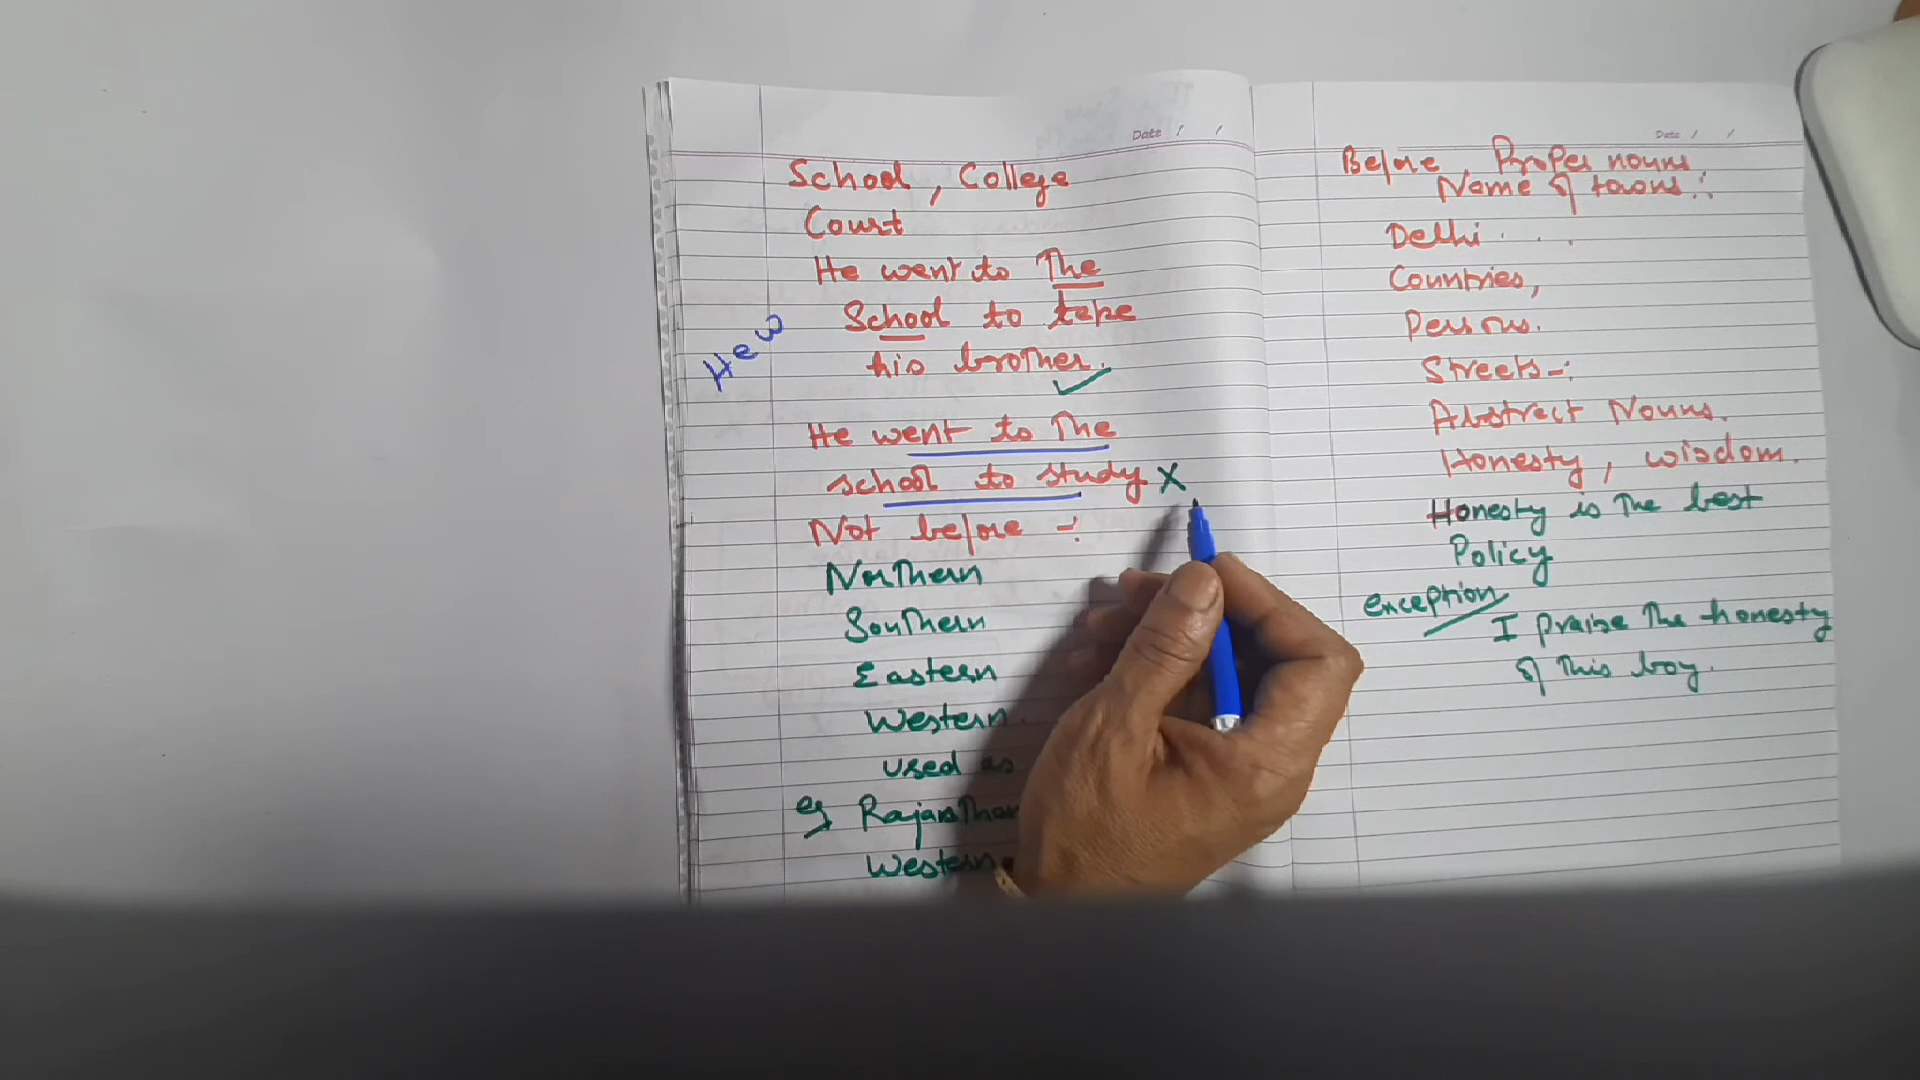 Date / /
School, College
Court
He went to The
School to take
his brother.
He w
He went to The
school to study X
Not before -:
Northern
Southern
Eastern
Western.
used as
eg Rajasthan
Western
Date / /
Before Proper nouns
Name of towns:-
Delhi . . .
Countries,
Persons.
Streets-:
Abstract Nouns.
Honesty, wisdom.
Honesty is The best
Policy
exception
I praise The honesty
of This boy.